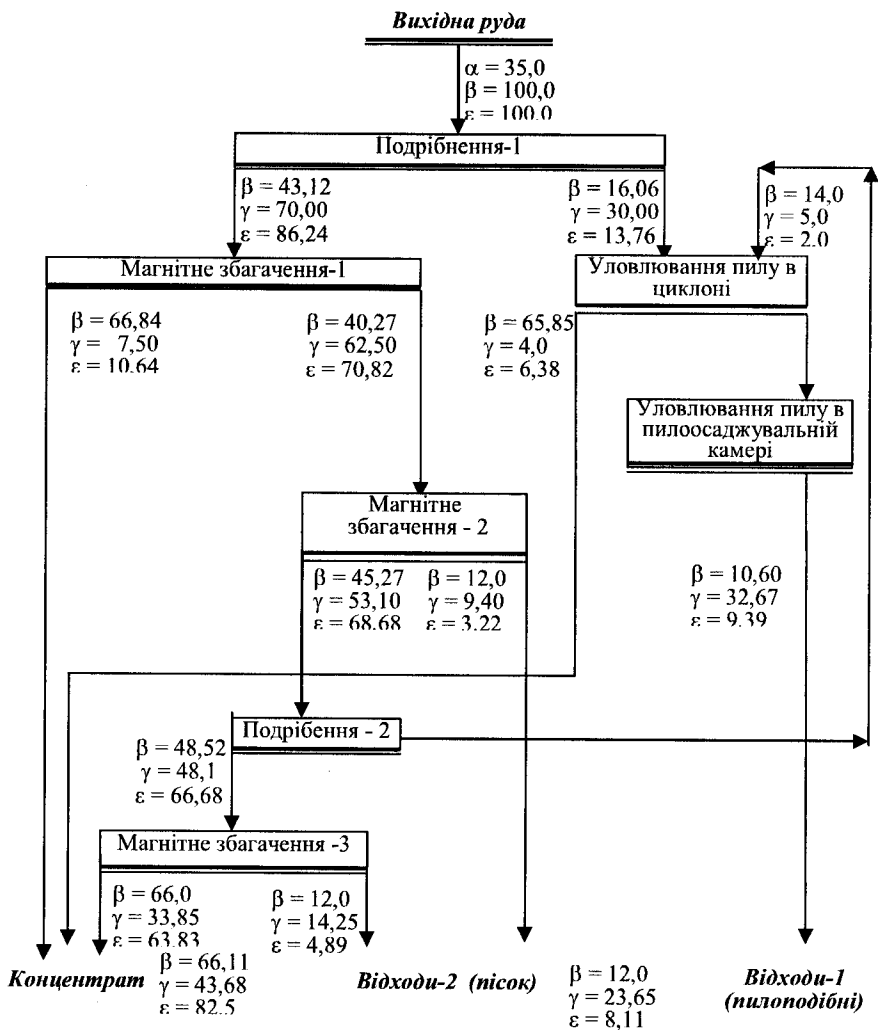 Вихідна руда
α = 35,0
β = 100,0
ε = 100,0
Подрібнення-1
β = 43,12
γ = 70,00
ε = 86,24
β = 16,06
γ = 30,00
ε = 13,76
β = 14,0
γ = 5,0
ε = 2,0
Магнітне збагачення-1
Уловлювання пилу в
циклоні
β = 66,84
γ = 7,50
ε = 10,64
β = 40,27
γ = 62,50
ε = 70,82
β = 65,85
γ = 4,0
ε = 6,38
Уловлювання пилу в
пилоосаджувальній
камері
Магнітне
збагачення - 2
β = 45,27
γ = 53,10
ε = 68,68
β = 12,0
γ = 9,40
ε = 3,22
β = 10,60
γ = 32,67
ε = 9,39
Подрібення - 2
β = 48,52
γ = 48,1
ε = 66,68
Магнітне збагачення -3
β = 66,0
γ = 33,85
ε = 63,83
β = 12,0
γ = 14,25
ε = 4,89
Концентрат
β = 66,11
γ = 43,68
ε = 82,5
Відходи-2 (пісок)
β = 12,0
γ = 23,65
ε = 8,11
Відходи-1
(пилоподібні)